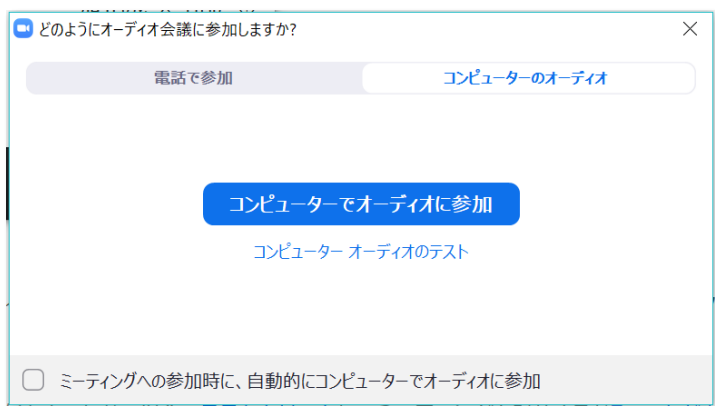 どのようにオーディオ会議に参加しますか?
電話で参加
コンピューターのオーディオ
コンピューターでオーディオに参加
コンピューター オーディオのテスト
ミーティングへの参加時に、自動的にコンピューターでオーディオに参加